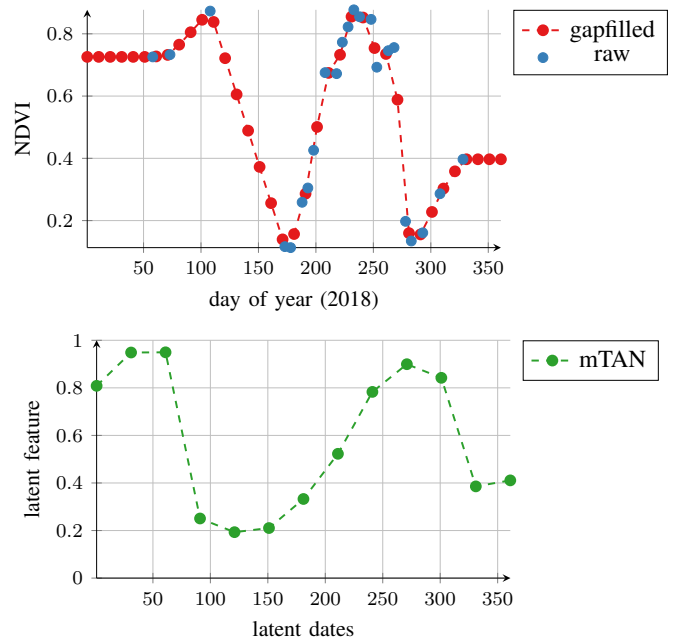 0.8
0.6
0.4
0.2
NDVI
50 100 150 200 250 300 350
day of year (2018)
gapfilled
raw
1
0.8
0.6
0.4
0.2
0
latent feature
50 100 150 200 250 300 350
latent dates
mTAN